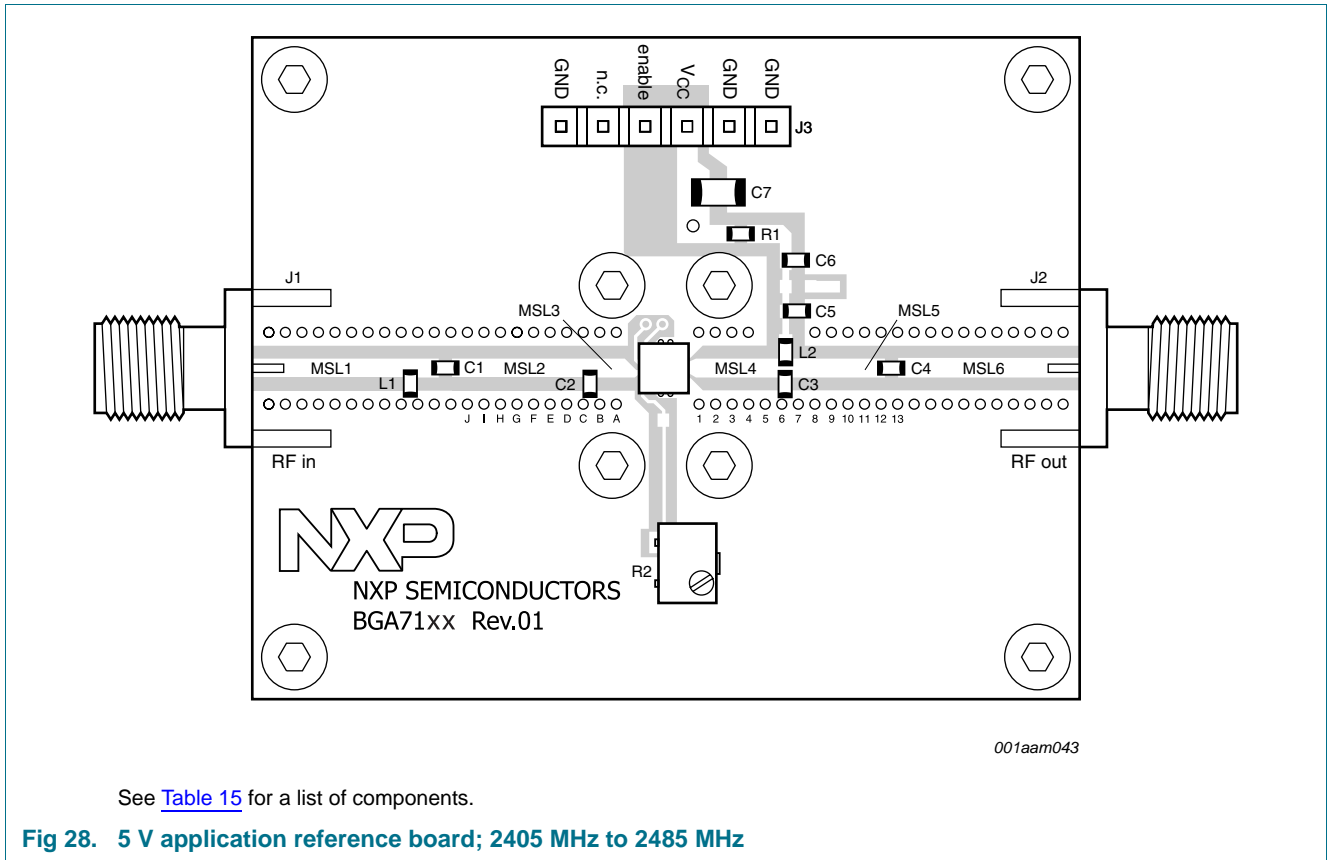 GND n.c. enable VCC GND GND
J3
C7
R1
C6
J1
J2
MSL3
C5
MSL5
L2
MSL1 C1 MSL2 MSL4 C4 MSL6
L1 C2 C3
J I H G F E D C B A 1 2 3 4 5 6 7 8 9 10 11 12 13
RF in
RF out
NXP
R2
NXP SEMICONDUCTORS
BGA71xx Rev.01
001aam043
See Table 15 for a list of components.
Fig 28. 5 V application reference board; 2405 MHz to 2485 MHz